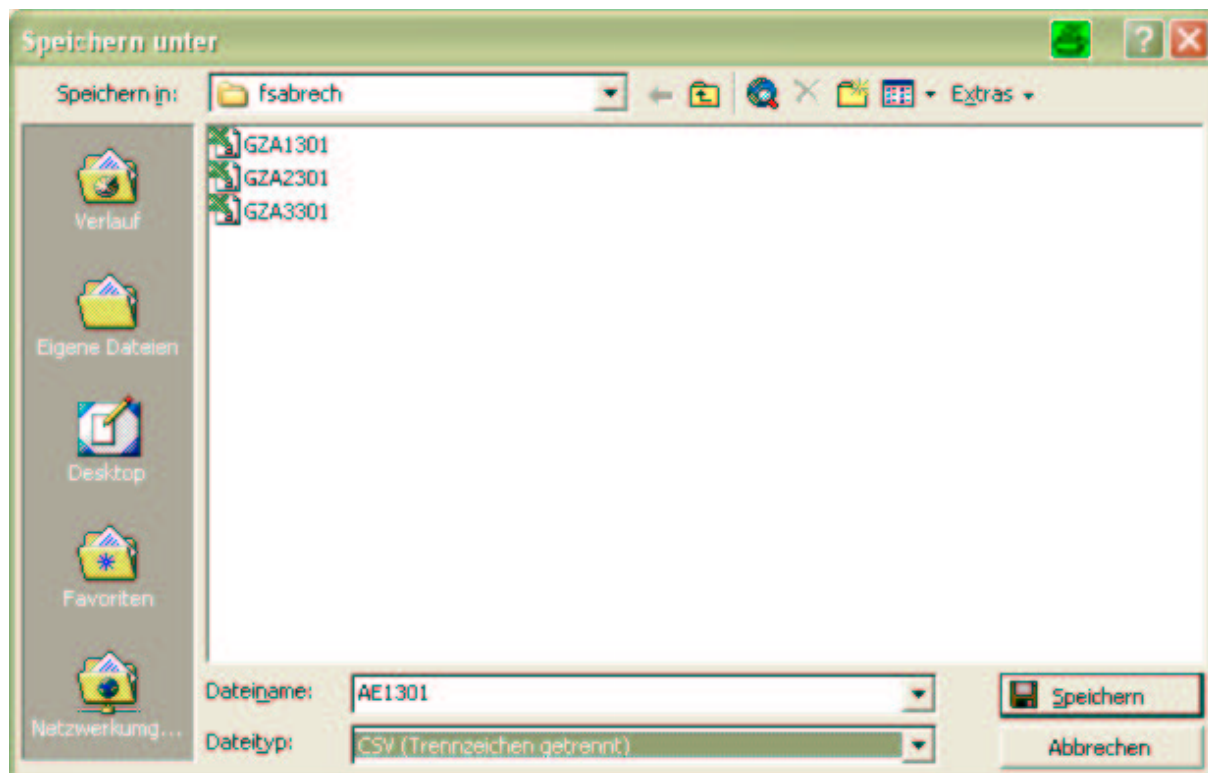 Speichern unter
Speichern in: fsabrech Extras
GZA1301
GZA2301
GZA3301
Verlauf
Eigene Dateien
Desktop
Favoriten
Netzwerkumg...
Dateiname: AE1301 Speichern
Dateityp: CSV (Trennzeichen getrennt) Abbrechen